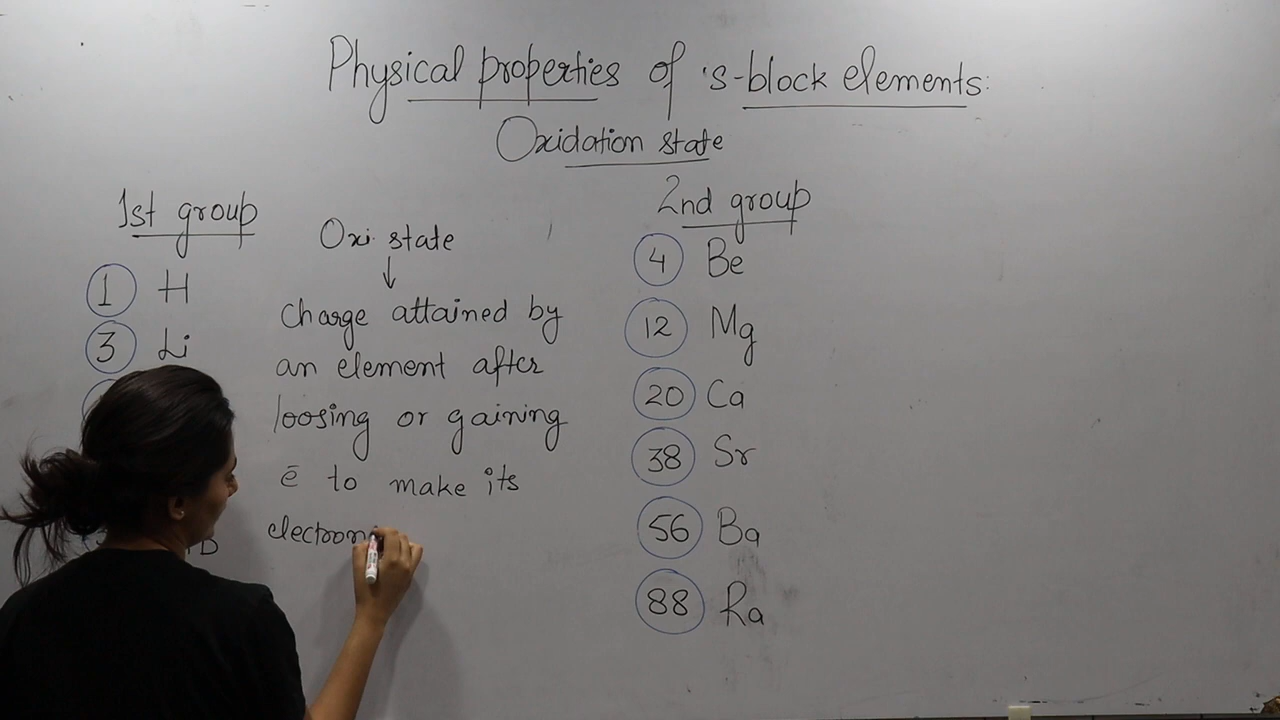 Physical properties of s-block elements:
Oxidation state
1st group
1 H
3 Li
Oxi. state
↓
Charge attained by
an element after
loosing or gaining
ē to make its
electron
2nd group
4 Be
12 Mg
20 Ca
38 Sr
56 Ba
88 Ra